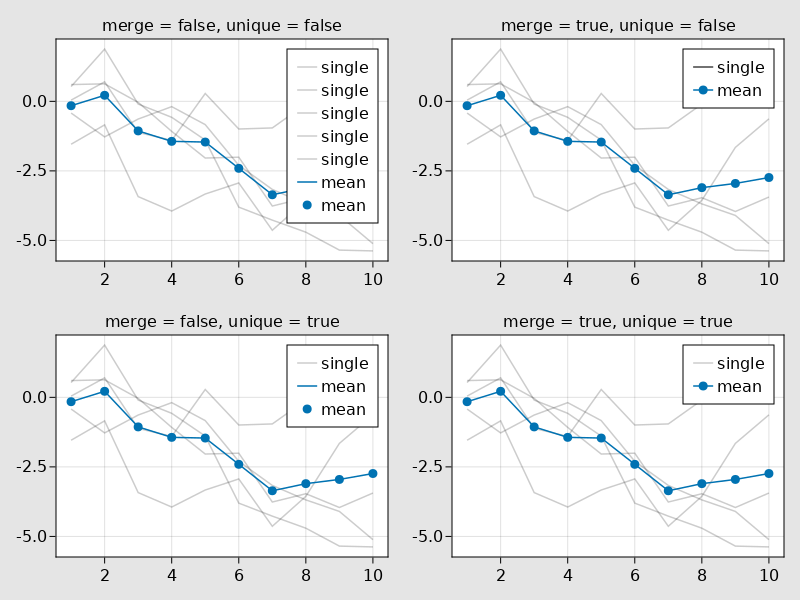 merge = false, unique = false
single
single
single
single
single
mean
mean
0.0
-2.5
-5.0
2 4 6 8 10
merge = true, unique = false
single
mean
0.0
-2.5
-5.0
2 4 6 8 10
merge = false, unique = true
single
mean
mean
0.0
-2.5
-5.0
2 4 6 8 10
merge = true, unique = true
single
mean
0.0
-2.5
-5.0
2 4 6 8 10